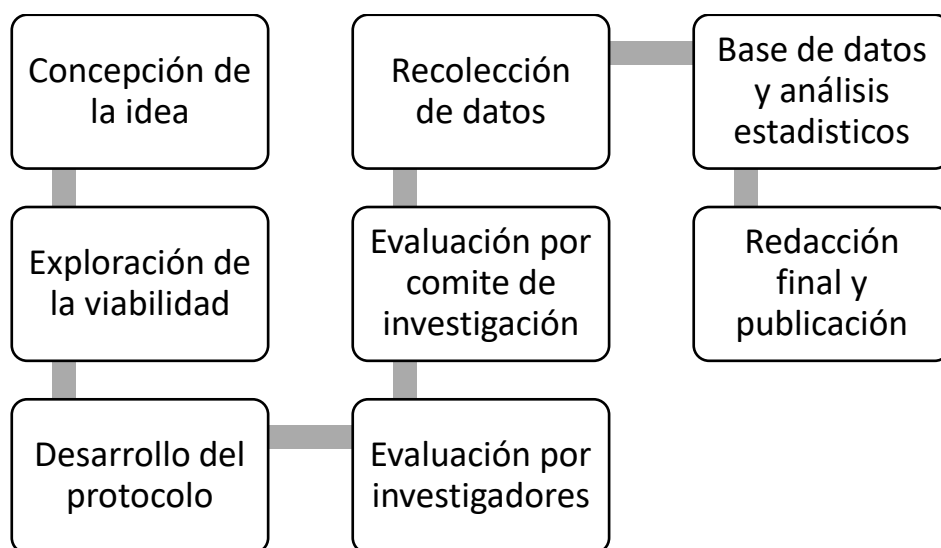 Concepción de
la idea
Exploración de
la viabilidad
Desarrollo del
protocolo
Evaluación por
investigadores
Evaluación por
comite de
investigación
Recolección
de datos
Base de datos
y análisis
estadisticos
Redacción
final y
publicación